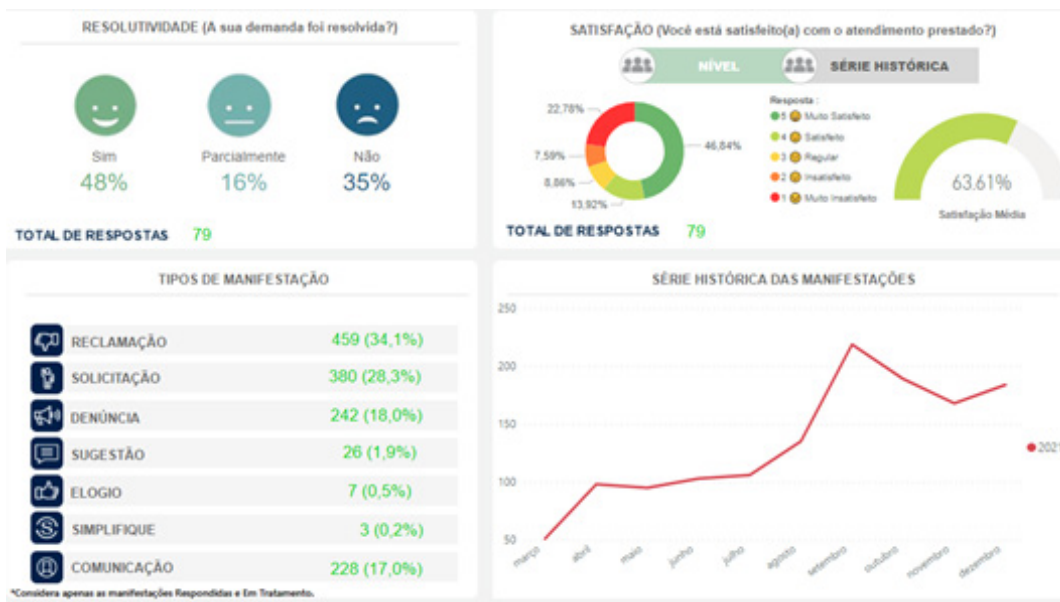 RESOLUTIVIDADE (A sua demanda foi resolvida?)
Sim
48%
Parcialmente
16%
Não
35%
TOTAL DE RESPOSTAS 79
SATISFAÇÃO (Você está satisfeito(a) com o atendimento prestado?)
NÍVEL
SÉRIE HISTÓRICA
22,78%
7,59%
8,86%
13,92%
46,84%
Resposta :
5 Muito Satisfeito
4 Satisfeito
3 Regular
2 Insatisfeito
1 Muito Insatisfeito
63.61%
Satisfação Média
TOTAL DE RESPOSTAS 79
TIPOS DE MANIFESTAÇÃO
RECLAMAÇÃO 459 (34,1%)
SOLICITAÇÃO 380 (28,3%)
DENÚNCIA 242 (18,0%)
SUGESTÃO 26 (1,9%)
ELOGIO 7 (0,5%)
SIMPLIFIQUE 3 (0,2%)
COMUNICAÇÃO 228 (17,0%)
*Considera apenas as manifestações Respondidas e Em Tratamento.
SÉRIE HISTÓRICA DAS MANIFESTAÇÕES
250
200
150
100
50
março abril maio junho julho agosto setembro outubro novembro dezembro
2021